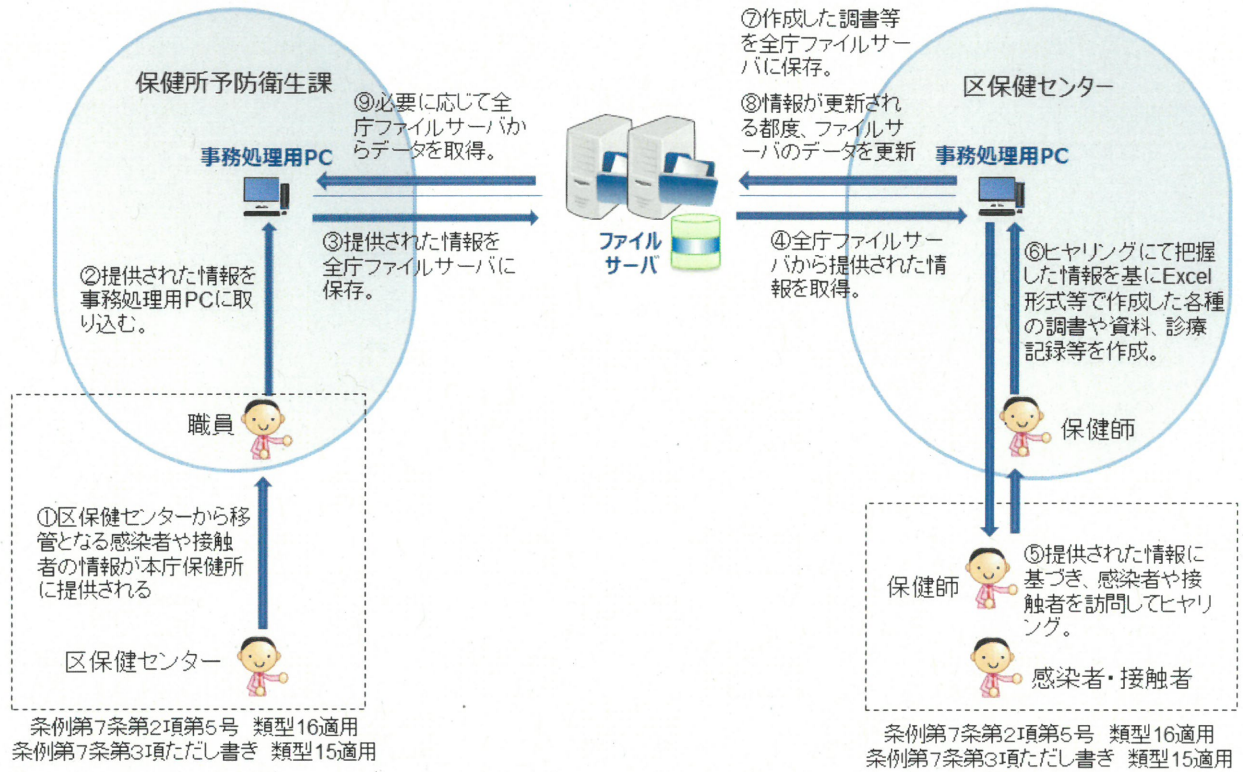 保健所予防衛生課
事務処理用PC
⑨必要に応じて全
庁ファイルサーバか
らデータを取得。
③提供された情報を
全庁ファイルサーバに
保存。
②提供された情報を
事務処理用PCに取
り込む。
職員
①区保健センターから移
管となる感染者や接触
者の情報が本庁保健所
に提供される
区保健センター
条例第7条第2項第5号 類型16適用
条例第7条第3項ただし書き 類型15適用
ファイル
サーバ
⑦作成した調書等
を全庁ファイルサー
バに保存。
⑧情報が更新され
る都度、ファイルサ
ーバのデータを更新
④全庁ファイルサー
バから提供された情
報を取得。
区保健センター
事務処理用PC
⑥ヒヤリングにて把握
した情報を基にExcel
形式等で作成した各種
の調書や資料、診療
記録等を作成。
保健師
保健師
⑤提供された情報に
基づき、感染者や接
触者を訪問してヒヤリ
ング。
感染者・接触者
条例第7条第2項第5号 類型16適用
条例第7条第3項ただし書き 類型15適用